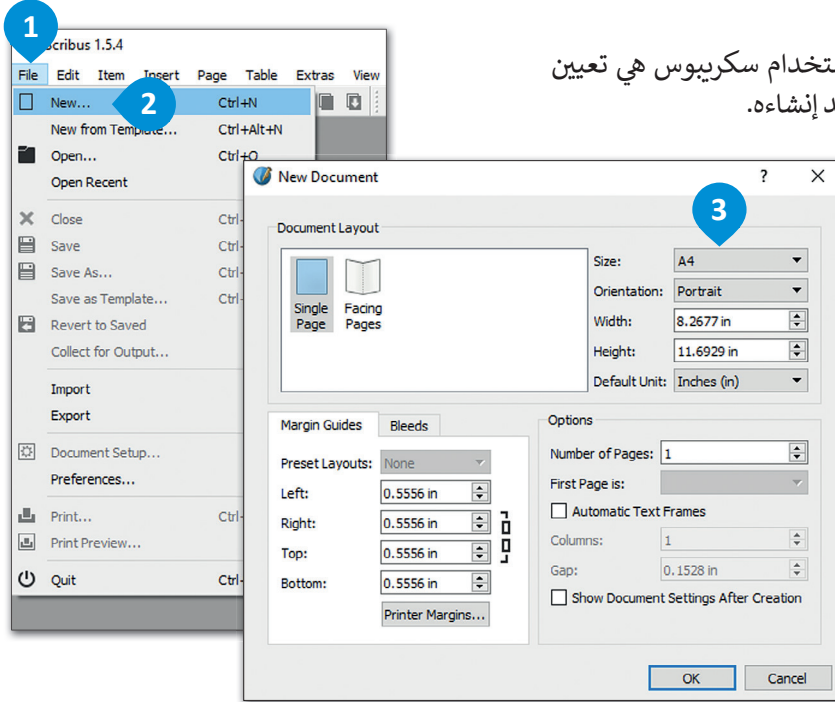 تخدام سكريبوس هي تعيين
إنشاءه.
1
Scribus 1.5.4
File Edit Item Insert Page Table Extras View
New... 2 Ctrl+N
New from Template... Ctrl+Alt+N
Open... Ctrl+O
Open Recent
Close Ctrl+
Save Ctrl+
Save As... Ctrl+
Save as Template... Ctrl+
Revert to Saved
Collect for Output...
Import
Export
Document Setup...
Preferences...
Print... Ctrl+
Print Preview...
Quit Ctrl+
New Document ? X
3
Document Layout
Single Page
Facing Pages
Size: A4
Orientation: Portrait
Width: 8.2677 in
Height: 11.6929 in
Default Unit: Inches (in)
Margin Guides Bleeds
Preset Layouts: None
Left: 0.5556 in
Right: 0.5556 in
Top: 0.5556 in
Bottom: 0.5556 in
Printer Margins...
Options
Number of Pages: 1
First Page is:
Automatic Text Frames
Columns: 1
Gap: 0.1528 in
Show Document Settings After Creation
OK Cancel